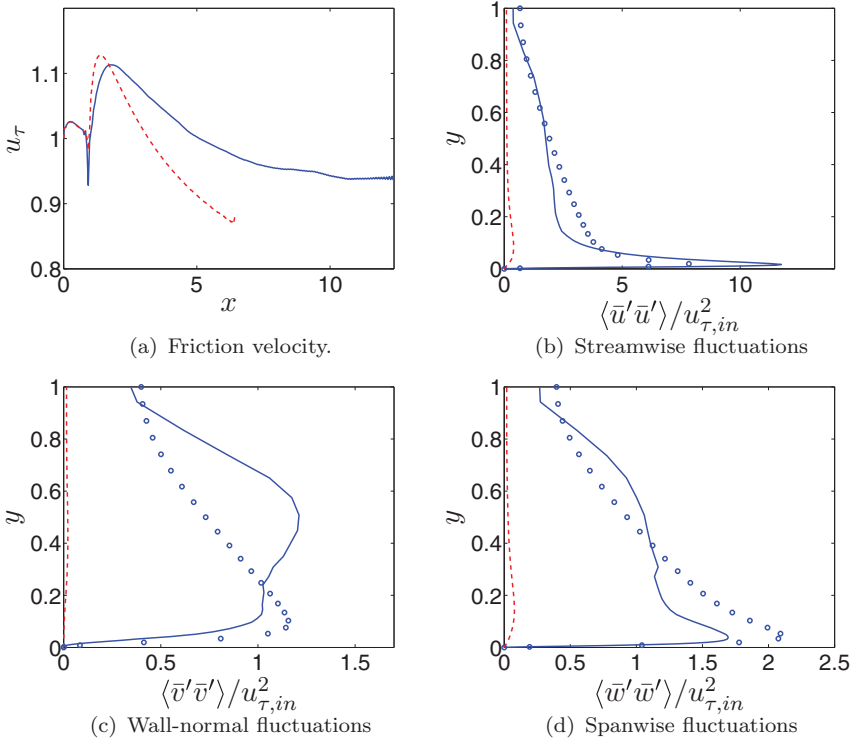 1.1
1
0.9
0.8
u_τ
0 5 10
x
(a) Friction velocity.
1
0.8
0.6
0.4
0.2
0
y
0 5 10
⟨ū′ū′⟩/u²_{τ,in}
(b) Streamwise fluctuations
1
0.8
0.6
0.4
0.2
0
y
0 0.5 1 1.5
⟨v̄′v̄′⟩/u²_{τ,in}
(c) Wall-normal fluctuations
1
0.8
0.6
0.4
0.2
0
y
0 0.5 1 1.5 2 2.5
⟨w̄′w̄′⟩/u²_{τ,in}
(d) Spanwise fluctuations